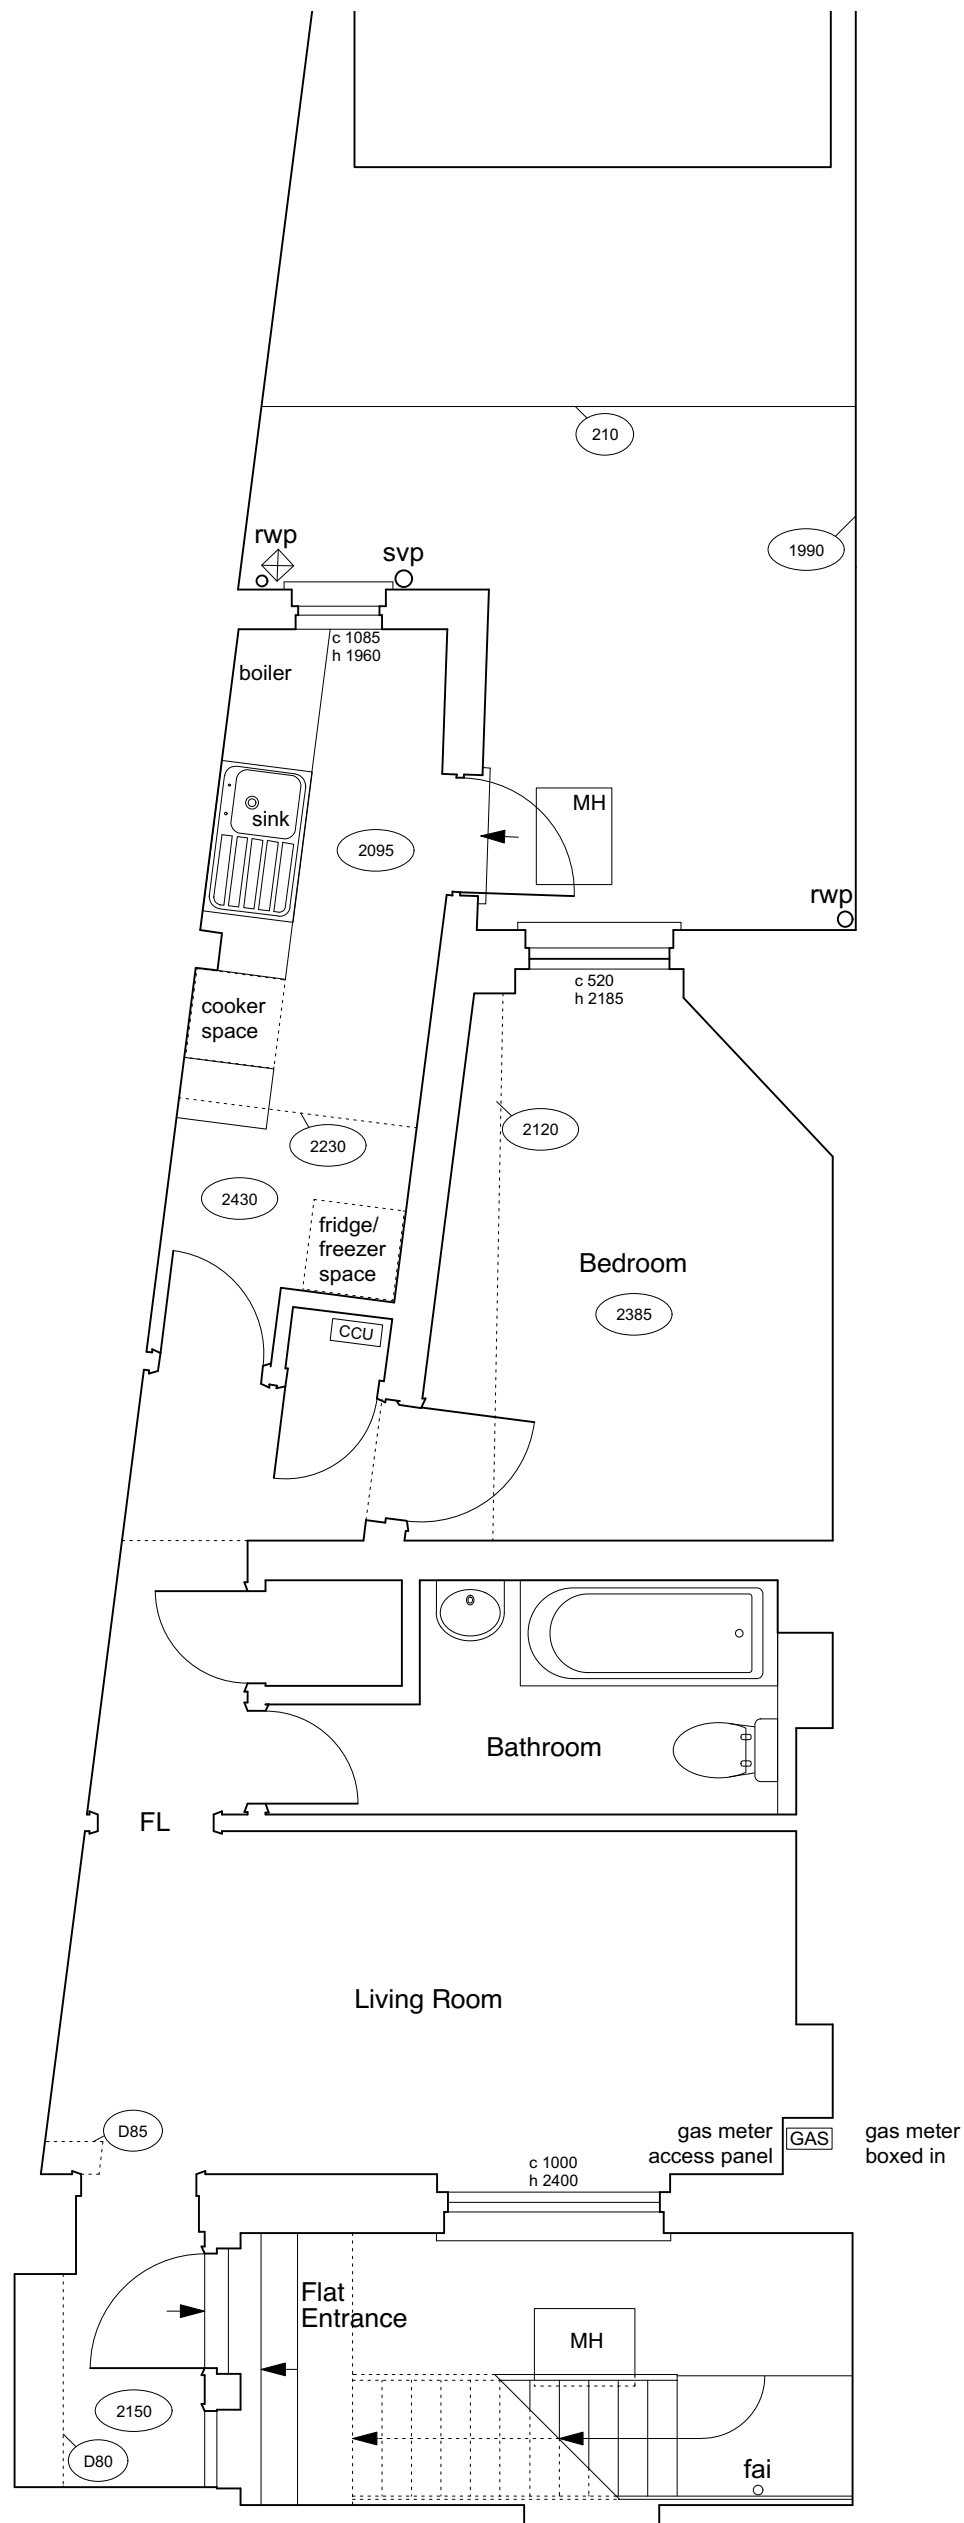 210
1990
rwp
svp
c 1085
h 1960
boiler
MH
sink
2095
rwp
c 520
h 2185
cooker
space
2120
2230
2430
fridge/
freezer
space
Bedroom
2385
CCU
Bathroom
FL
Living Room
D85
gas meter
access panel
GAS
gas meter
boxed in
c 1000
h 2400
Flat
Entrance
MH
2150
D80
fai